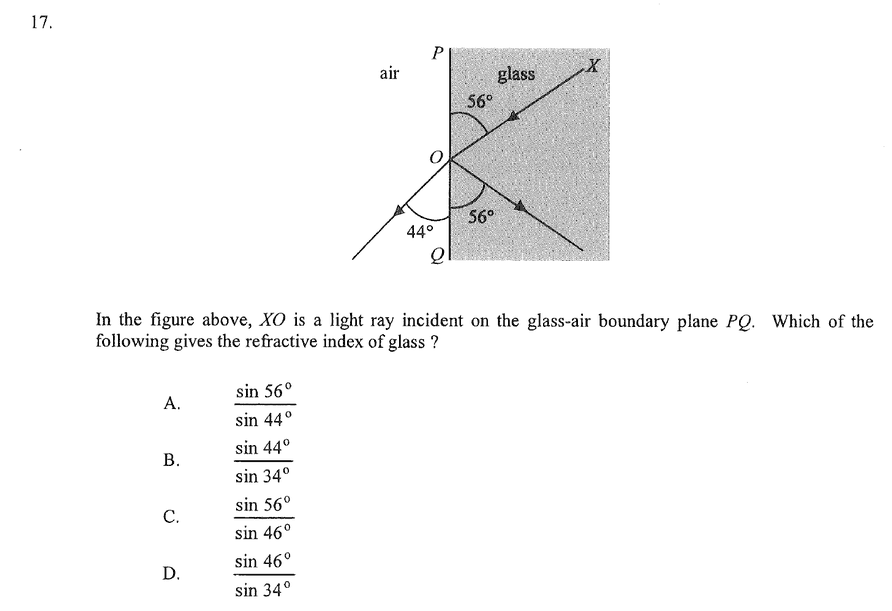 17.
P
air
glass
X
56°
O
56°
44°
Q
In the figure above, XO is a light ray incident on the glass-air boundary plane PQ. Which of the
following gives the refractive index of glass ?
A.
sin 56°
sin 44°
B.
sin 44°
sin 34°
C.
sin 56°
sin 46°
D.
sin 46°
sin 34°